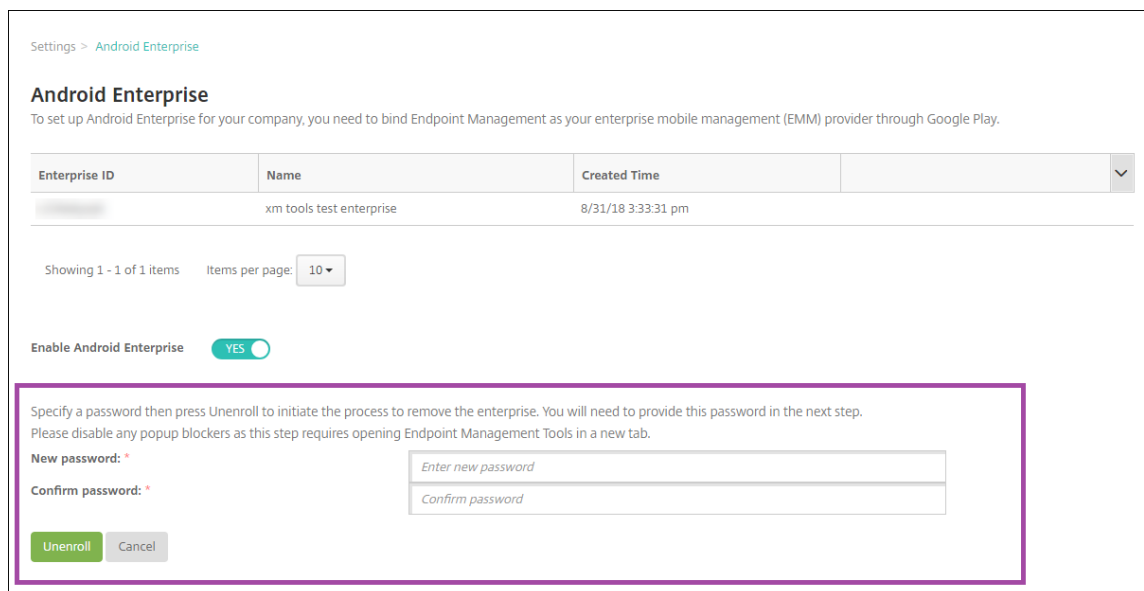 Settings > Android Enterprise
Android Enterprise
To set up Android Enterprise for your company, you need to bind Endpoint Management as your enterprise mobile management (EMM) provider through Google Play.
Enterprise ID Name Created Time
xm tools test enterprise 8/31/18 3:33:31 pm
Showing 1 - 1 of 1 items Items per page: 10
Enable Android Enterprise YES
Specify a password then press Unenroll to initiate the process to remove the enterprise. You will need to provide this password in the next step.
Please disable any popup blockers as this step requires opening Endpoint Management Tools in a new tab.
New password: * Enter new password
Confirm password: * Confirm password
Unenroll Cancel